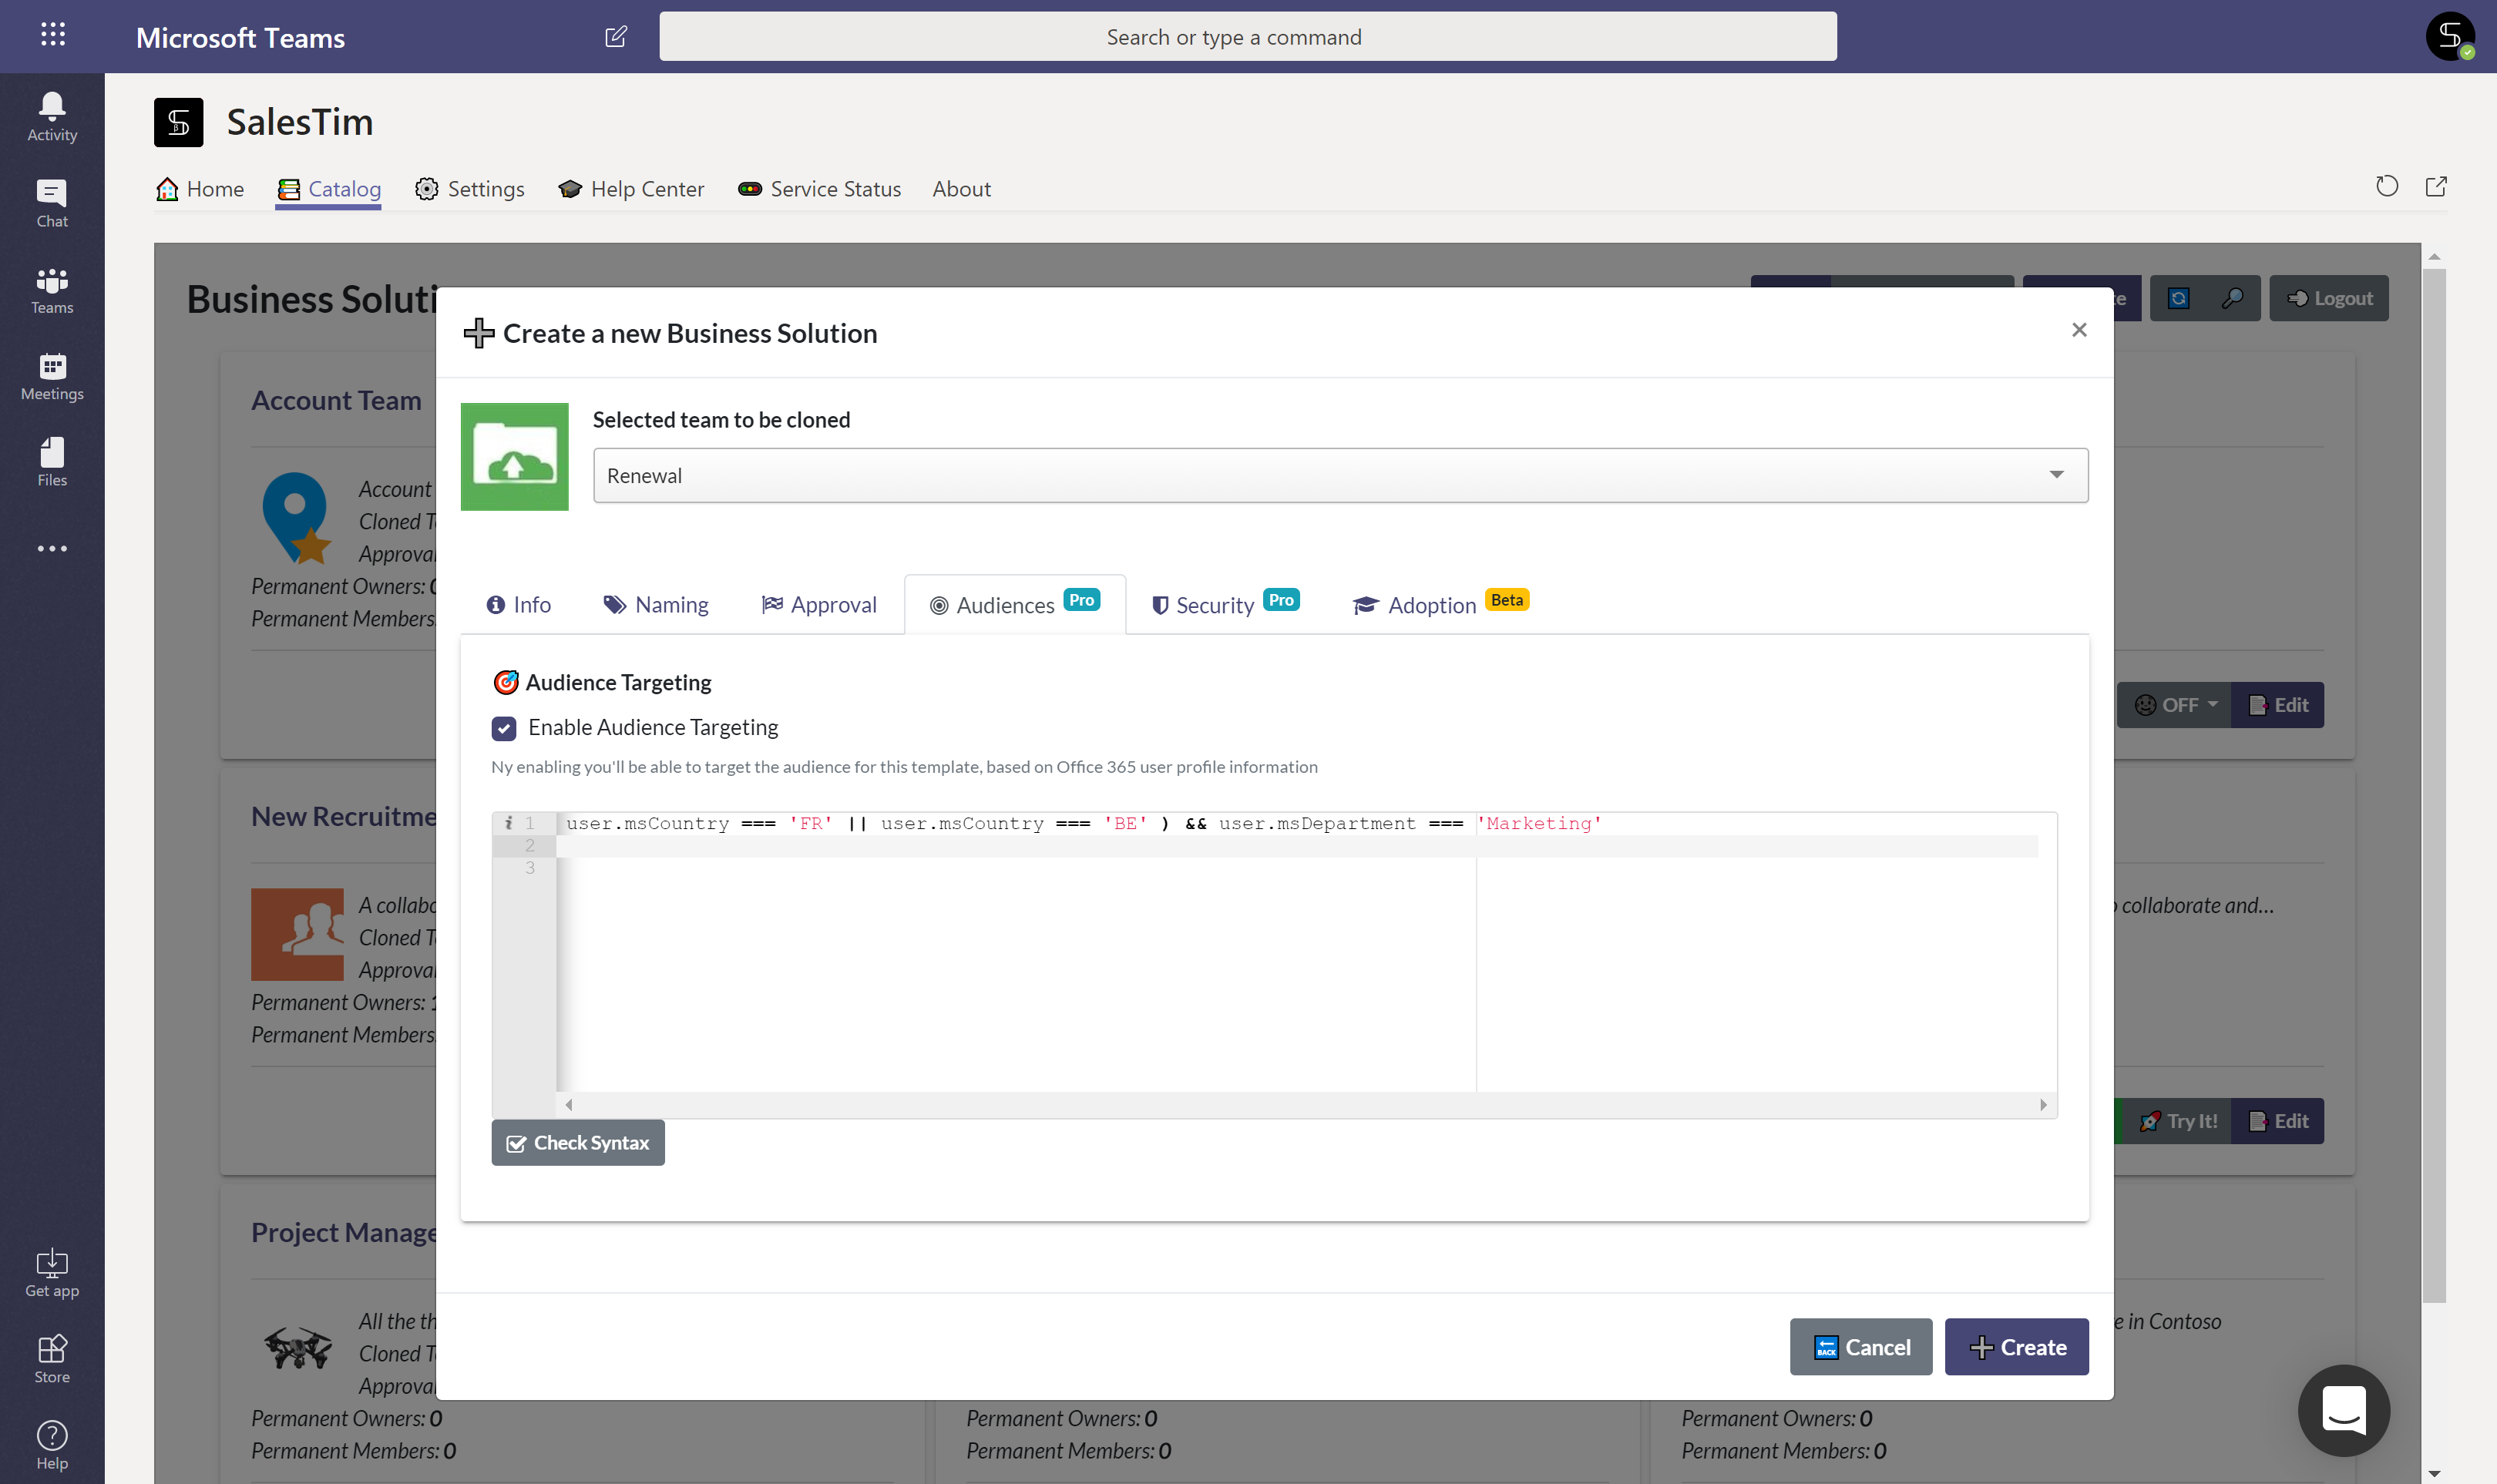 Microsoft Teams
Search or type a command
Activity
Chat
Teams
Meetings
Files
Get app
Store
Help
SalesTim
Home
Catalog
Settings
Help Center
Service Status
About
Business Soluti
Logout
Create a new Business Solution
×
Selected team to be cloned
Renewal
Info
Naming
Approval
Audiences Pro
Security Pro
Adoption Beta
Audience Targeting
Enable Audience Targeting
Ny enabling you'll be able to target the audience for this template, based on Office 365 user profile information
i 1 user.msCountry === 'FR' || user.msCountry === 'BE' ) && user.msDepartment === 'Marketing'
2
3
Check Syntax
BACK Cancel
Create
Account Team
Account
Cloned T
Approval
Permanent Owners: 0
Permanent Members:
OFF
Edit
New Recruitme
A collabo
Cloned T
Approval
Permanent Owners: 1
Permanent Members:
collaborate and...
Try It!
Edit
Project Manage
All the th
Cloned T
Approval
Permanent Owners: 0
Permanent Members: 0
Permanent Owners: 0
Permanent Members: 0
e in Contoso
Permanent Owners: 0
Permanent Members: 0